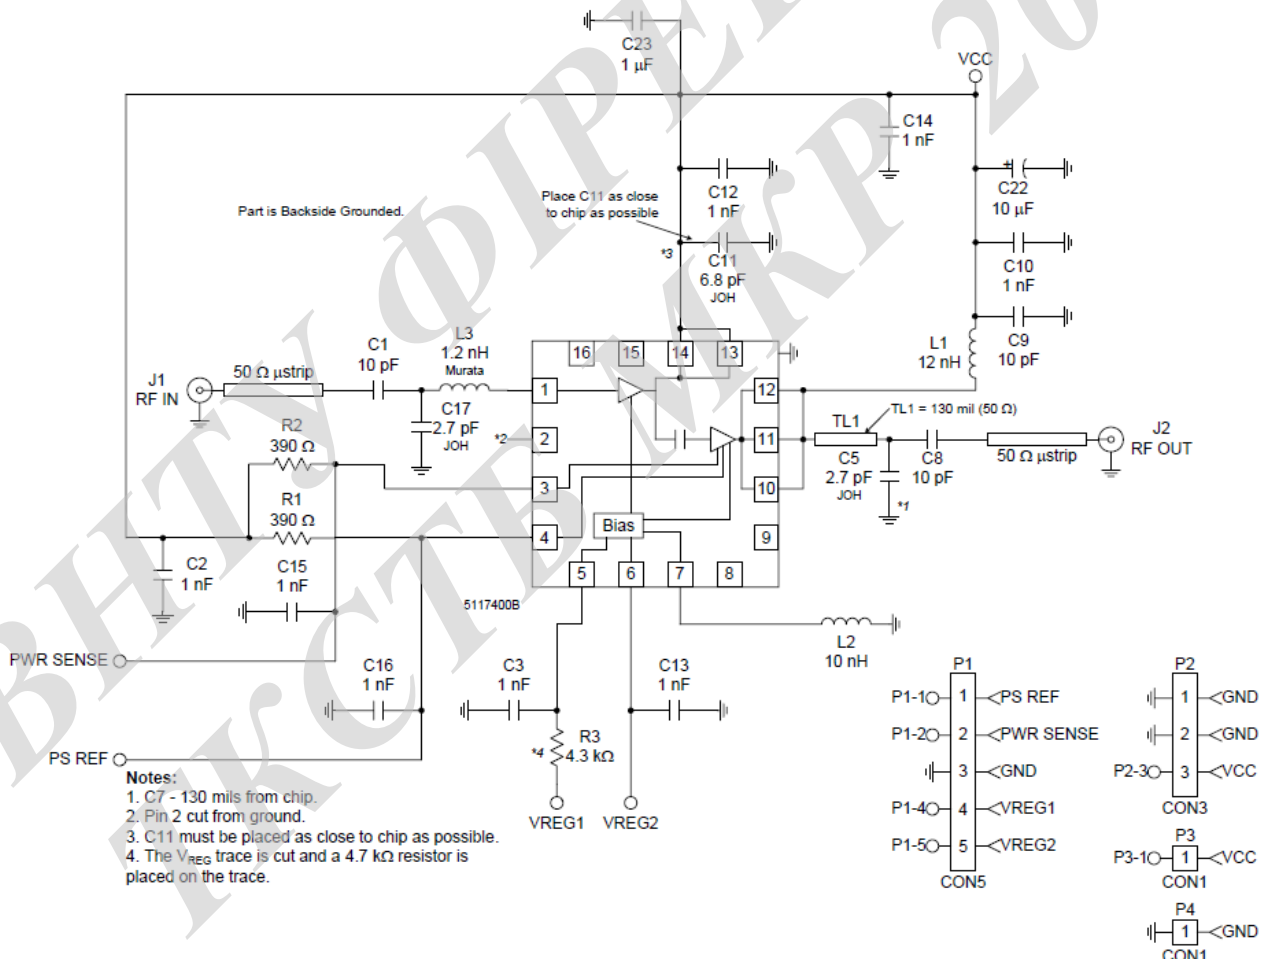 C23
1 µF
VCC
C14
1 nF
C12
1 nF
C22
10 µF
+
Place C11 as close
to chip as possible
Part is Backside Grounded.
*3
C11
6.8 pF
JOH
C10
1 nF
L1
12 nH
C9
10 pF
L3
1.2 nH
Murata
C1
10 pF
16
15
14
13
J1
RF IN
50 Ω µstrip
1
12
C17
2.7 pF
JOH
*2
2
11
TL1
TL1 = 130 mil (50 Ω)
J2
RF OUT
R2
390 Ω
C5
2.7 pF
JOH
C8
10 pF
50 Ω µstrip
*1
3
10
R1
390 Ω
Bias
4
9
C2
1 nF
C15
1 nF
5
6
7
8
5117400B
L2
10 nH
PWR SENSE
C16
1 nF
C3
1 nF
C13
1 nF
PS REF
*4
R3
4.3 kΩ
VREG1
VREG2
P1
P1-1
1
PS REF
P1-2
2
PWR SENSE
3
GND
P1-4
4
VREG1
P1-5
5
VREG2
CON5
P2
1
GND
2
GND
P2-3
3
VCC
CON3
P3
P3-1
1
VCC
CON1
P4
1
GND
CON1
Notes:
1. C7 - 130 mils from chip.
2. Pin 2 cut from ground.
3. C11 must be placed as close to chip as possible.
4. The VREG trace is cut and a 4.7 kΩ resistor is
placed on the trace.
ВНТУ ФІРЕН
ТКСТБ МКР 20